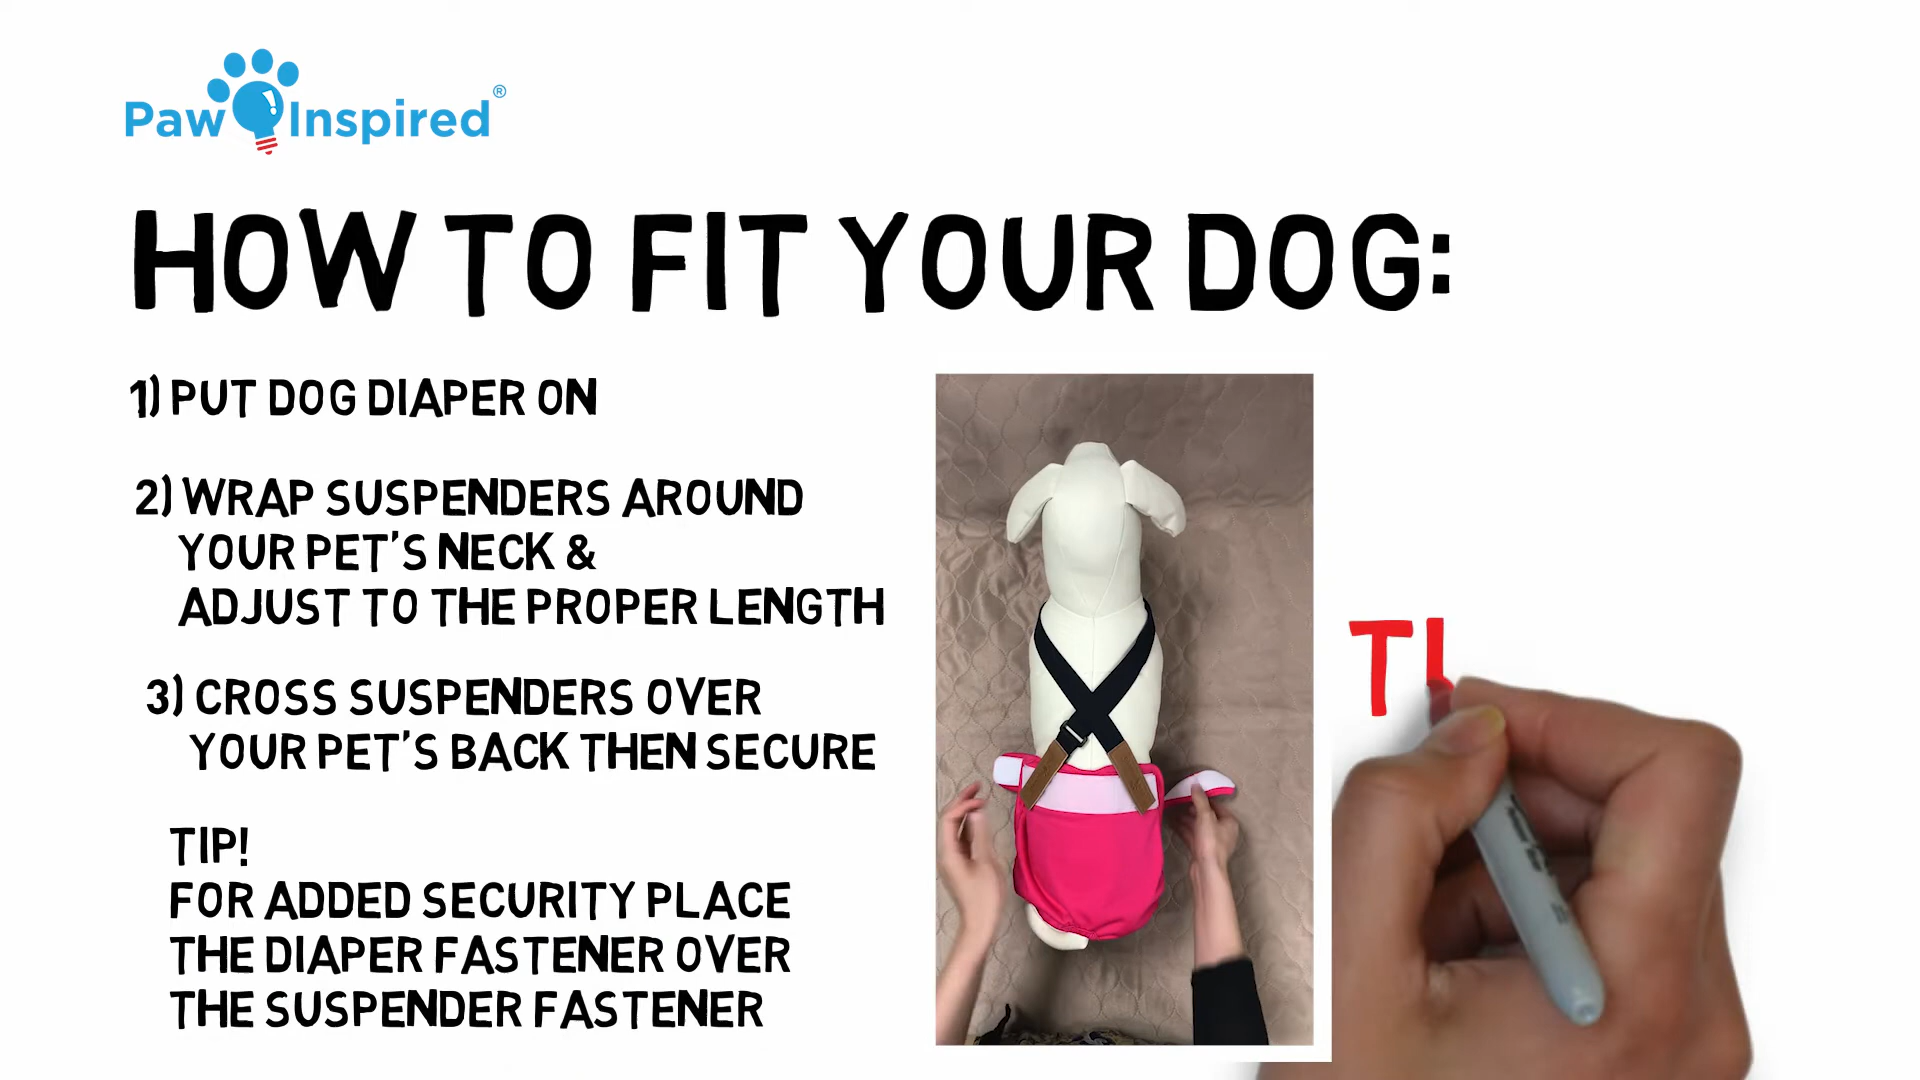 Paw Inspired®
HOW TO FIT YOUR DOG:
1) PUT DOG DIAPER ON
2) WRAP SUSPENDERS AROUND
YOUR PET'S NECK &
ADJUST TO THE PROPER LENGTH
3) CROSS SUSPENDERS OVER
YOUR PET'S BACK THEN SECURE
TIP!
FOR ADDED SECURITY PLACE
THE DIAPER FASTENER OVER
THE SUSPENDER FASTENER